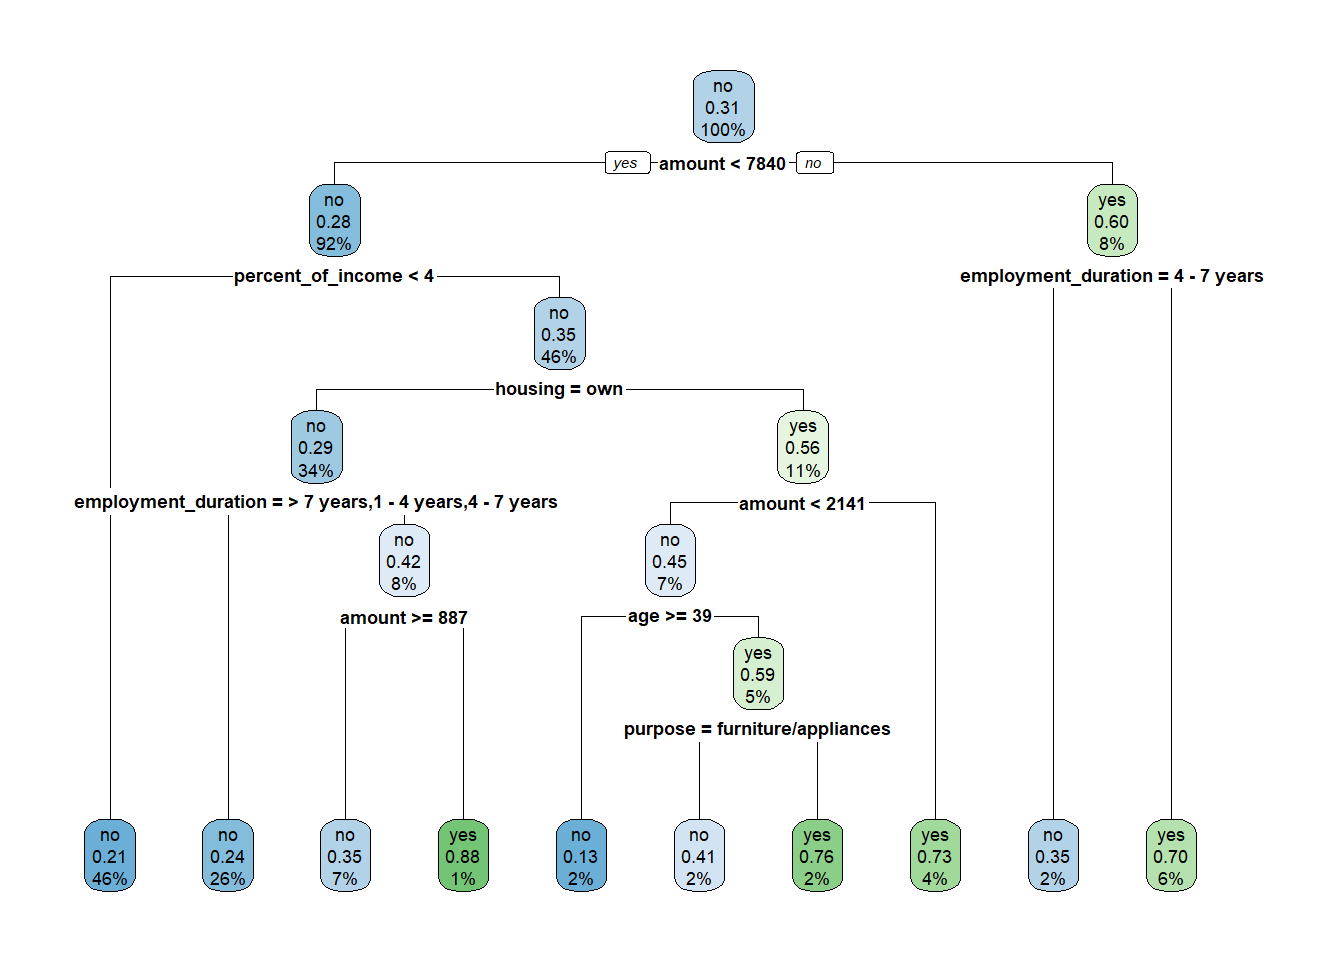 no
0.31
100%
yes
amount < 7840
no
no
0.28
92%
yes
0.60
8%
percent_of_income < 4
employment_duration = 4 - 7 years
no
0.35
46%
housing = own
no
0.29
34%
yes
0.56
11%
employment_duration = > 7 years,1 - 4 years,4 - 7 years
amount < 2141
no
0.42
8%
no
0.45
7%
amount >= 887
age >= 39
yes
0.59
5%
purpose = furniture/appliances
no
0.21
46%
no
0.24
26%
no
0.35
7%
yes
0.88
1%
no
0.13
2%
no
0.41
2%
yes
0.76
2%
yes
0.73
4%
no
0.35
2%
yes
0.70
6%